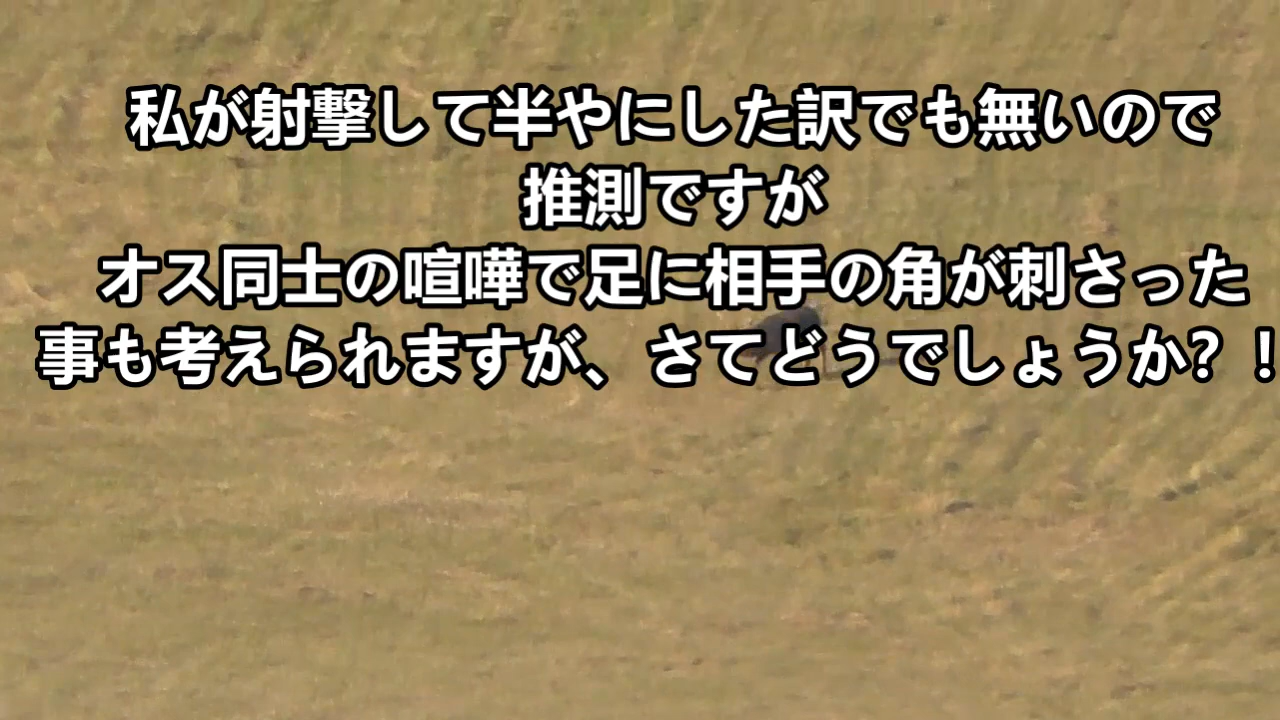 私が射撃して半やにした訳でも無いので
推測ですが
オス同士の喧嘩で足に相手の角が刺さった
事も考えられますが、さてどうでしょうか?！